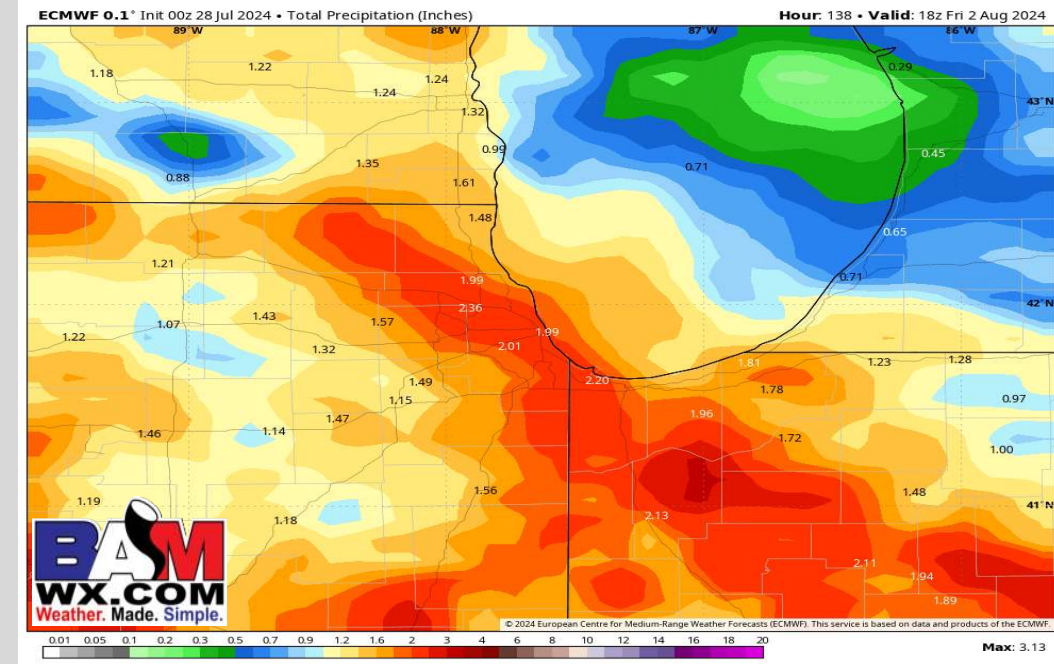 ECMWF 0.1° Init 00z 28 Jul 2024 • Total Precipitation (Inches)
Hour: 138 • Valid: 18z Fri 2 Aug 2024
89°W 88°W 87°W 86°W
1.18 1.22 1.24 0.29
1.24 43°N
1.32
0.99 0.45
1.35 0.71
0.88 1.61
1.48
0.65
1.21
1.99 0.71
2.36 42°N
1.07 1.43 1.57
1.22 1.99
1.32 2.01
1.81 1.23 1.28
1.49 2.20
1.15 1.78 0.97
1.47 1.96
1.46 1.14 1.72
1.00
1.19 1.56 1.48
41°N
1.18 2.13
2.11
1.94
1.89
BAM
WX.COM
Weather. Made. Simple.
© 2024 European Centre for Medium-Range Weather Forecasts (ECMWF). This service is based on data and products of the ECMWF.
0.01 0.05 0.1 0.2 0.3 0.5 0.7 0.9 1.2 1.6 2 3 4 6 8 10 12 14 16 18 20
Max: 3.13